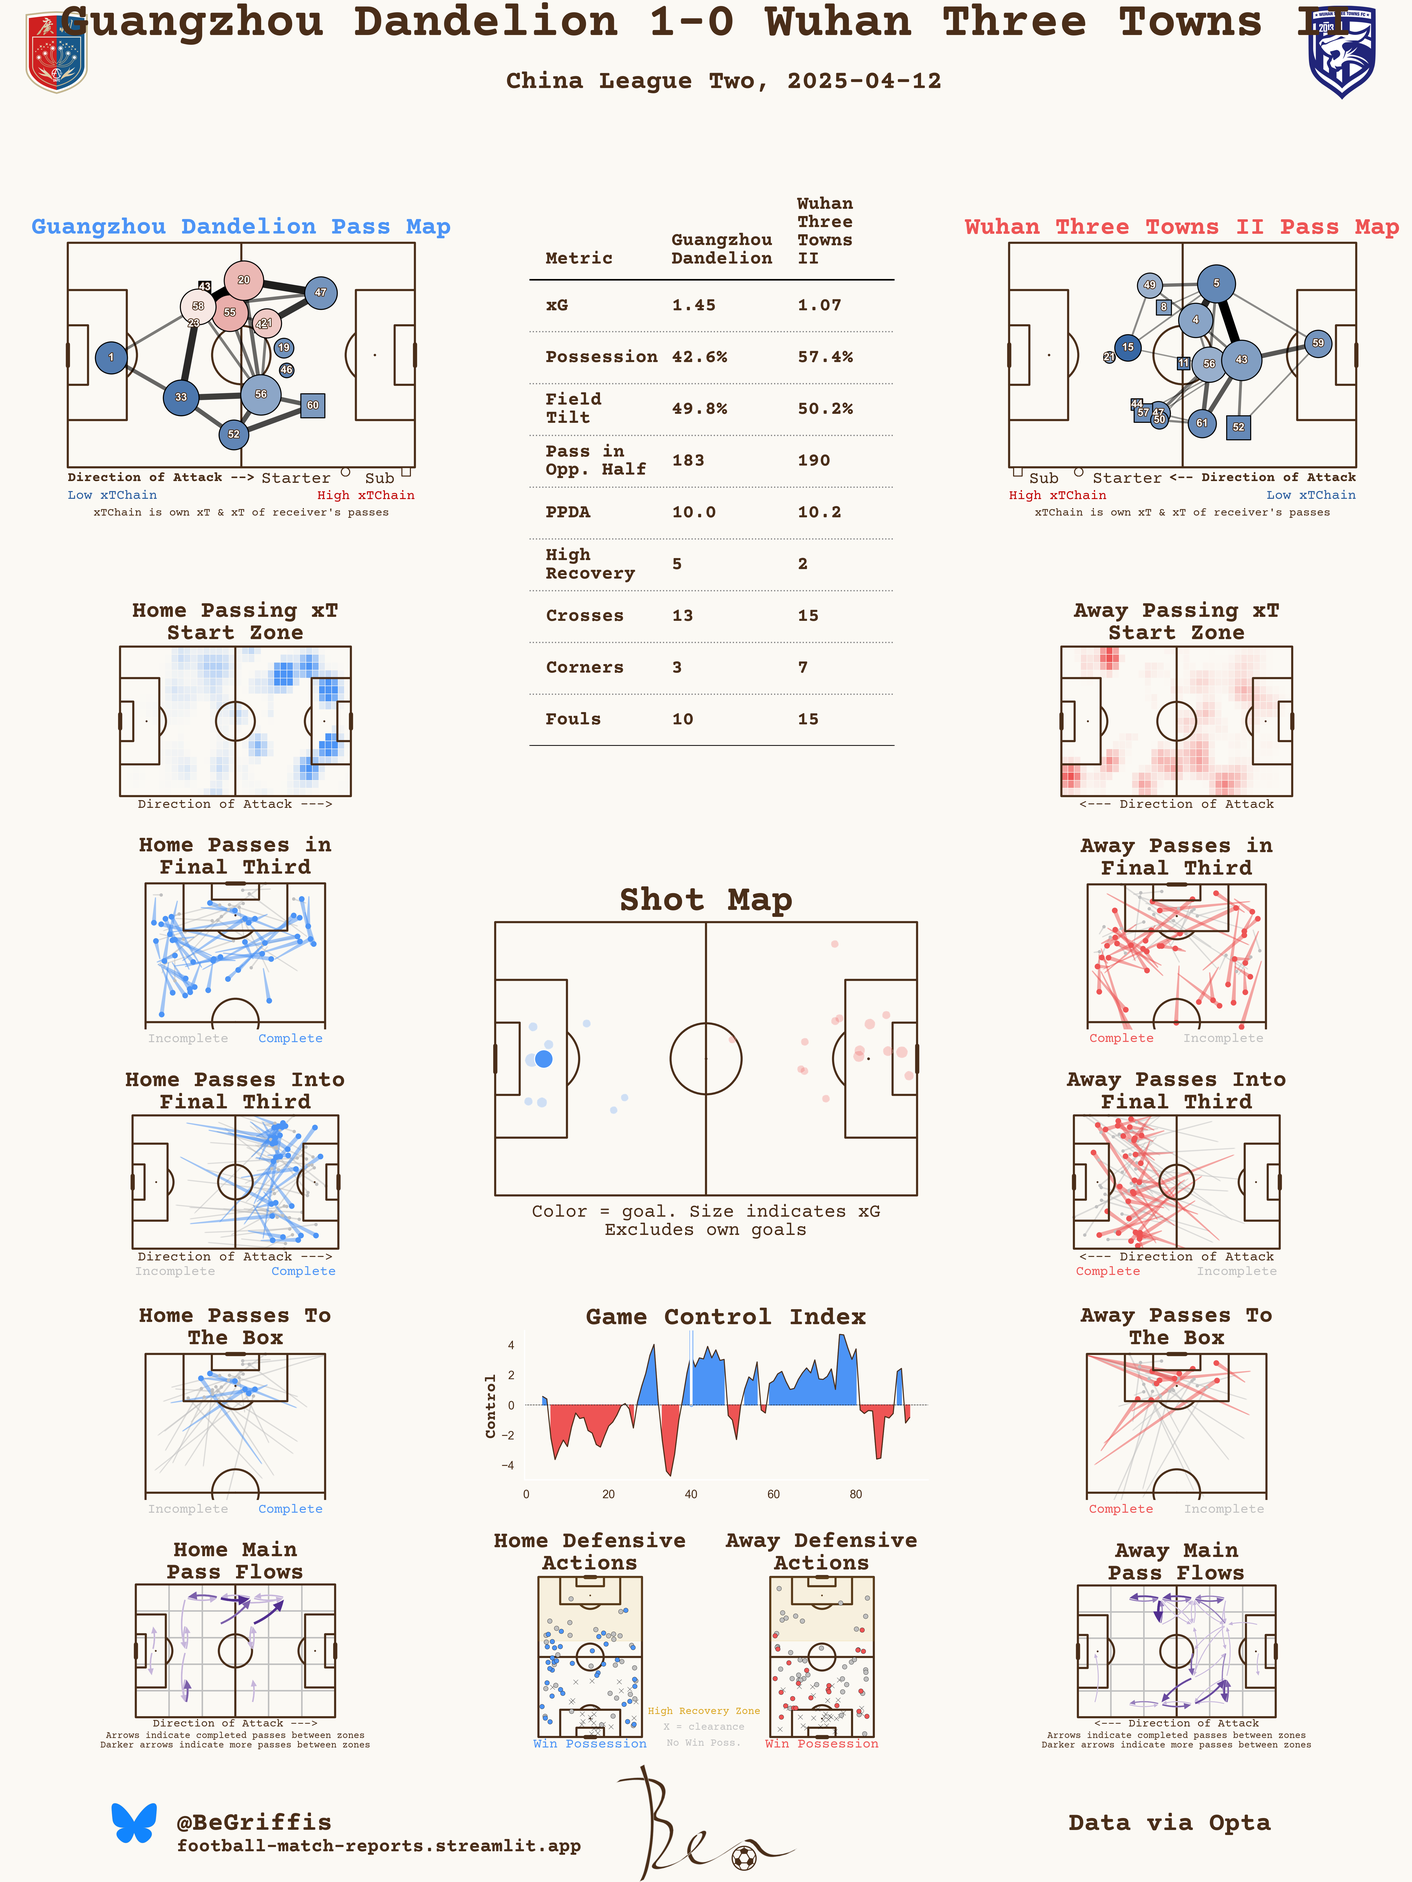 Guangzhou Dandelion 1-0 Wuhan Three Towns II
China League Two, 2025-04-12
WUHAN THREE TOWNS FC
2013
Guangzhou Dandelion Pass Map
43
20
47
58
55
23
42
21
19
1
46
33
56
60
52
Direction of Attack --> Starter Sub
Low xTChain High xTChain
xTChain is own xT & xT of receiver's passes
Metric Guangzhou Dandelion Wuhan Three Towns II
xG 1.45 1.07
Possession 42.6% 57.4%
Field Tilt 49.8% 50.2%
Pass in Opp. Half 183 190
PPDA 10.0 10.2
High Recovery 5 2
Crosses 13 15
Corners 3 7
Fouls 10 15
Wuhan Three Towns II Pass Map
49
5
8
4
15
59
21
11
56
43
44
57
47
50
61
52
Sub Starter <-- Direction of Attack
High xTChain Low xTChain
xTChain is own xT & xT of receiver's passes
Home Passing xT
Start Zone
Direction of Attack --->
Away Passing xT
Start Zone
<--- Direction of Attack
Home Passes in
Final Third
Incomplete Complete
Away Passes in
Final Third
Complete Incomplete
Shot Map
Color = goal. Size indicates xG
Excludes own goals
Home Passes Into
Final Third
Direction of Attack --->
Incomplete Complete
Away Passes Into
Final Third
<--- Direction of Attack
Complete Incomplete
Home Passes To
The Box
Incomplete Complete
Game Control Index
Control
4
2
0
−2
−4
0 20 40 60 80
Away Passes To
The Box
Complete Incomplete
Home Main
Pass Flows
Direction of Attack --->
Arrows indicate completed passes between zones
Darker arrows indicate more passes between zones
Home Defensive
Actions
Win Possession
High Recovery Zone
X = clearance
No Win Poss.
Away Defensive
Actions
Win Possession
Away Main
Pass Flows
<--- Direction of Attack
Arrows indicate completed passes between zones
Darker arrows indicate more passes between zones
@BeGriffis
football-match-reports.streamlit.app
Ben
Data via Opta